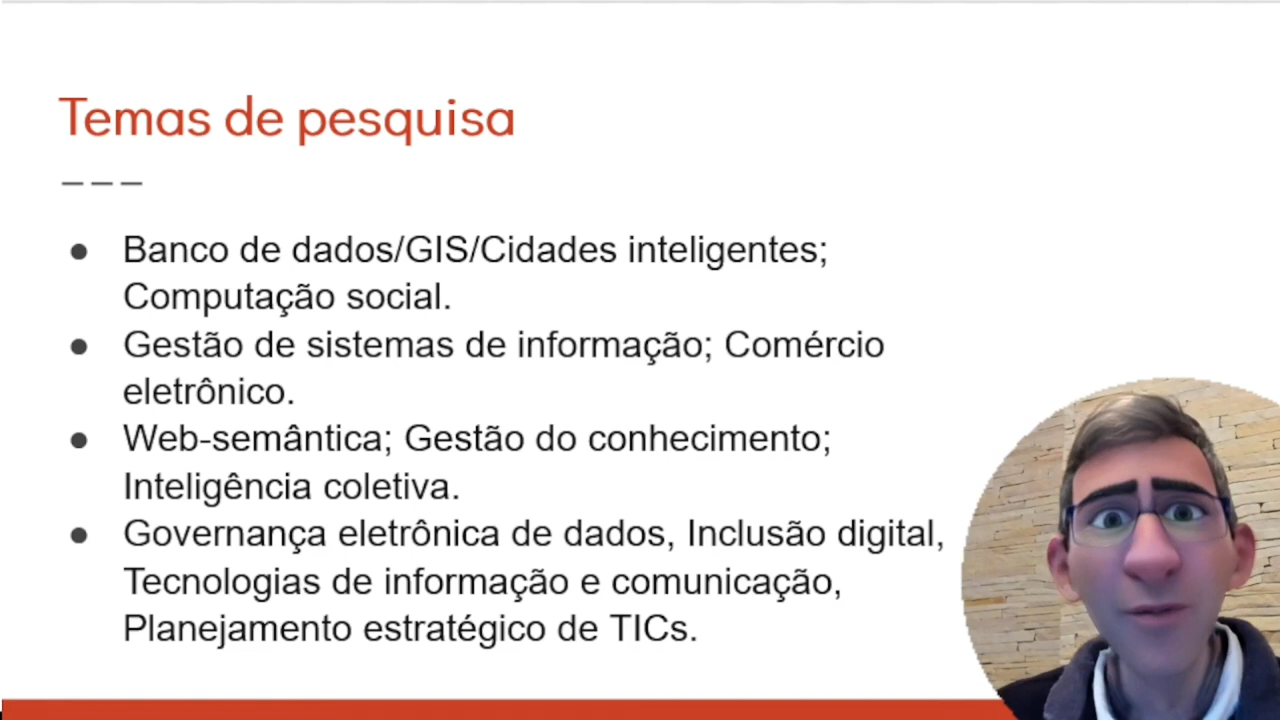 Temas de pesquisa
Banco de dados/GIS/Cidades inteligentes;
Computação social.
Gestão de sistemas de informação; Comércio
eletrônico.
Web-semântica; Gestão do conhecimento;
Inteligência coletiva.
Governança eletrônica de dados, Inclusão digital,
Tecnologias de informação e comunicação,
Planejamento estratégico de TICs.